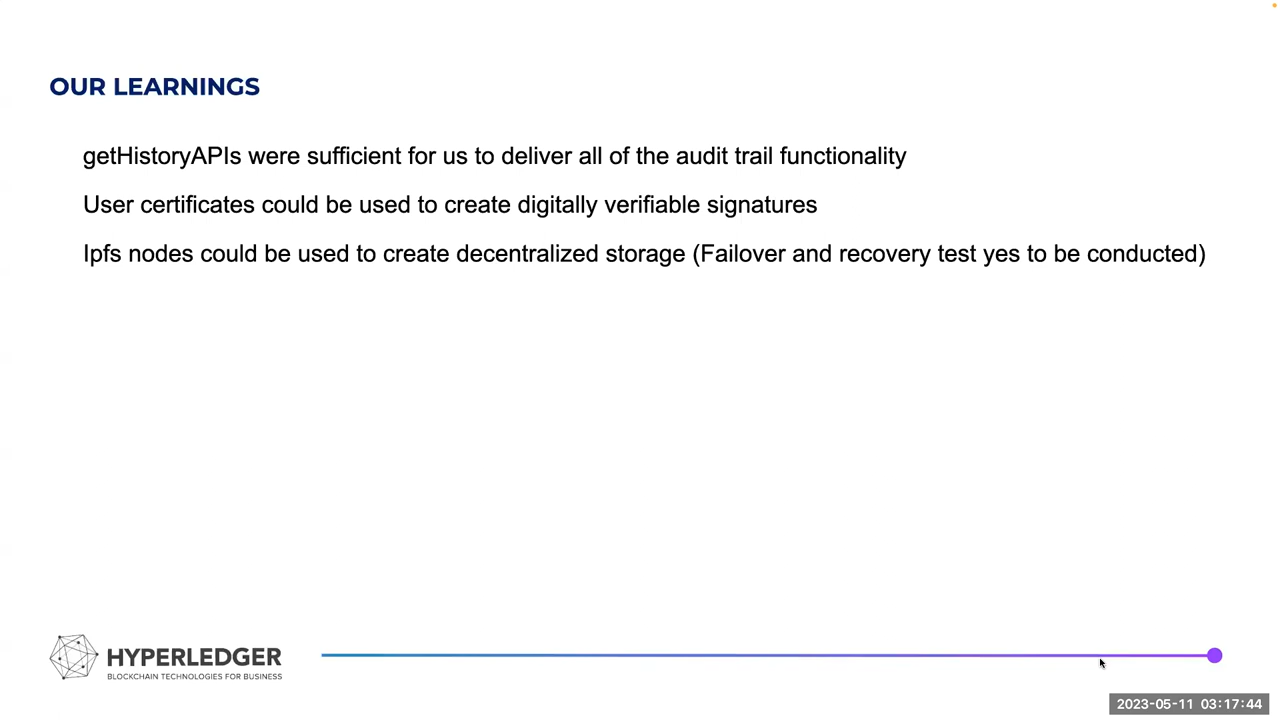 OUR LEARNINGS
getHistoryAPIs were sufficient for us to deliver all of the audit trail functionality
User certificates could be used to create digitally verifiable signatures
Ipfs nodes could be used to create decentralized storage (Failover and recovery test yes to be conducted)
HYPERLEDGER
BLOCKCHAIN TECHNOLOGIES FOR BUSINESS
2023-05-11 03:17:44